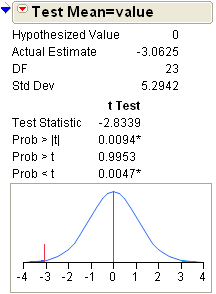 Test Mean=value
Hypothesized Value 0
Actual Estimate -3.0625
DF 23
Std Dev 5.2942
t Test
Test Statistic -2.8339
Prob > |t| 0.0094*
Prob > t 0.9953
Prob < t 0.0047*
-4 -3 -2 -1 0 1 2 3 4